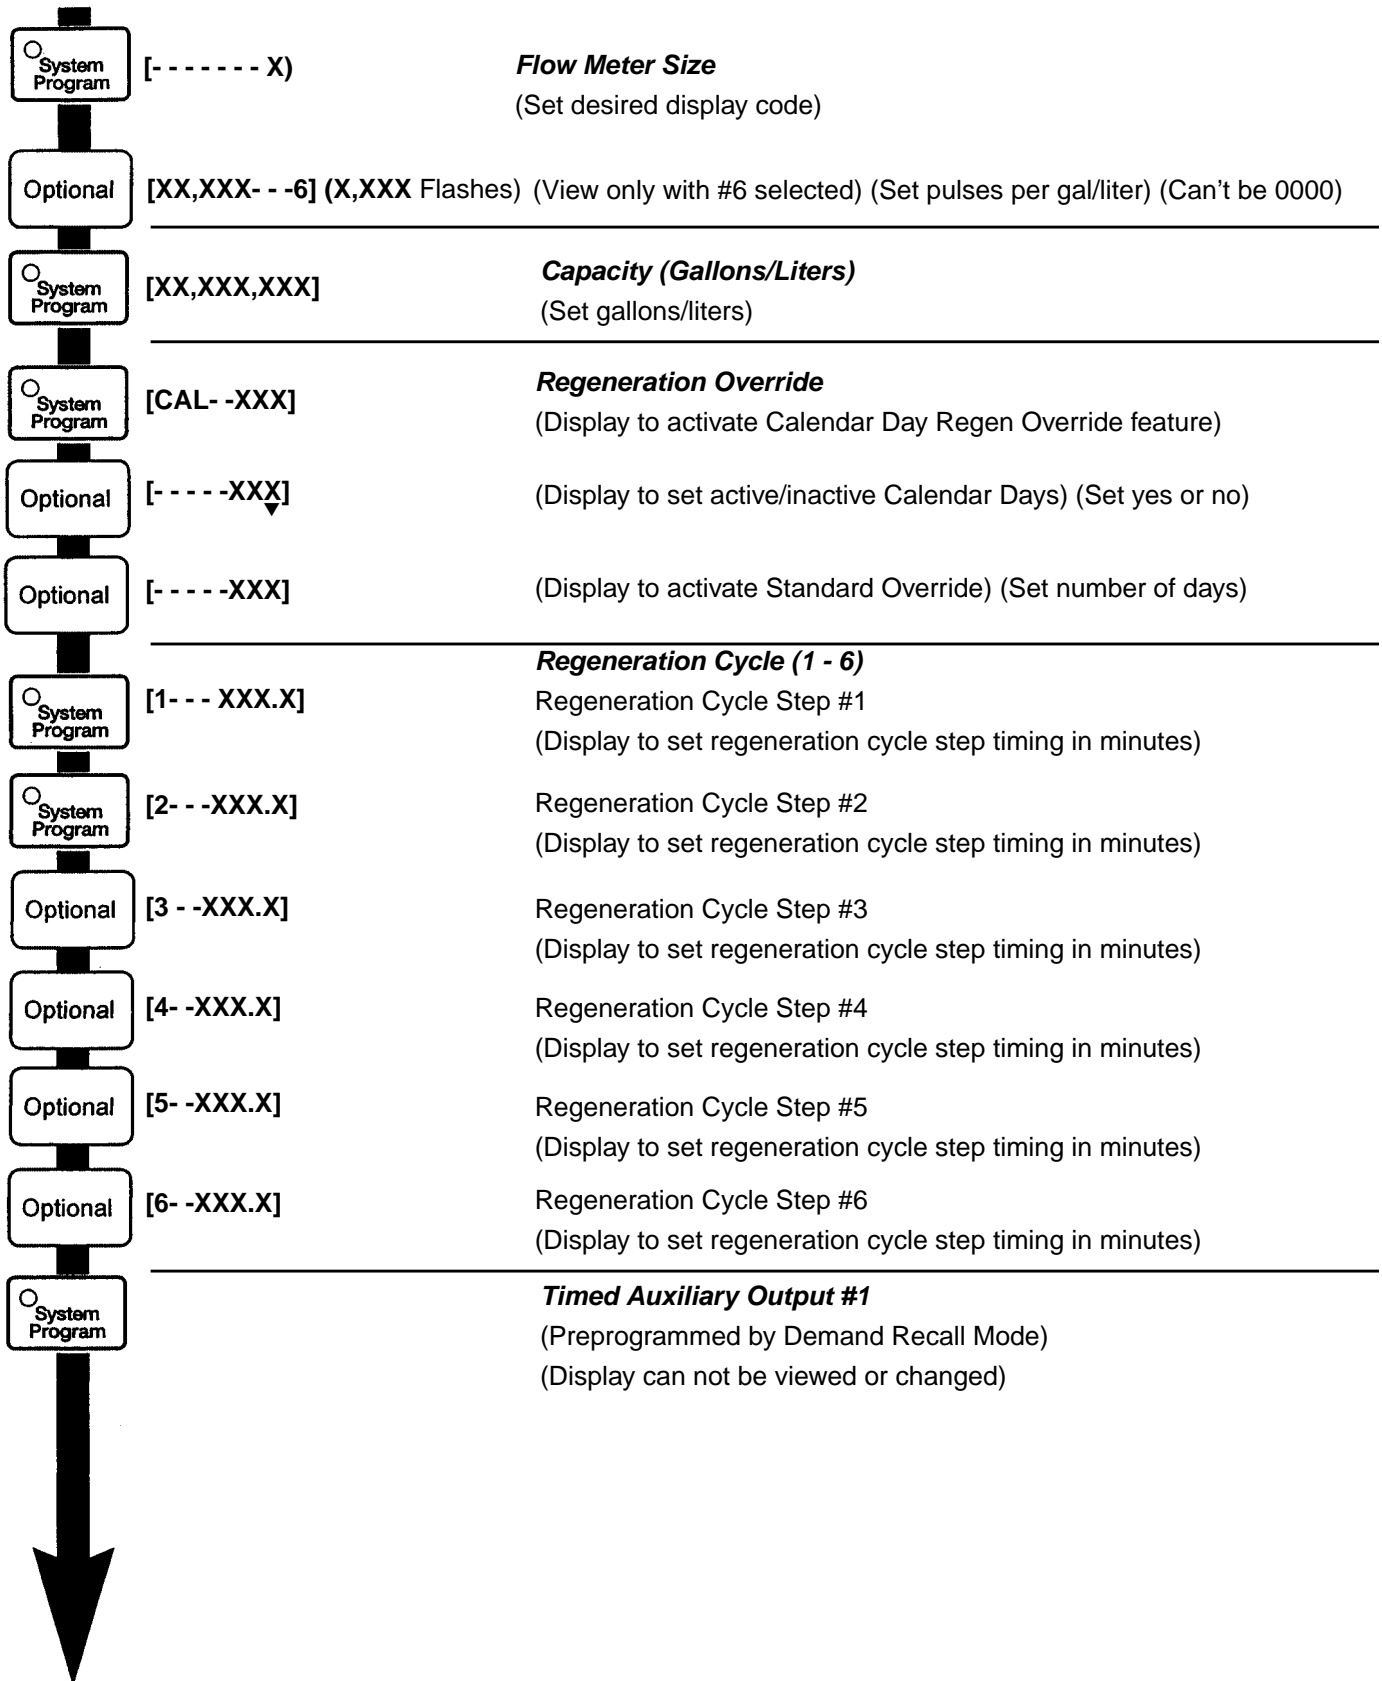 System Program [- - - - - - - X) Flow Meter Size
(Set desired display code)
Optional [XX,XXX- - -6] (X,XXX Flashes) (View only with #6 selected) (Set pulses per gal/liter) (Can't be 0000)
System Program [XX,XXX,XXX] Capacity (Gallons/Liters)
(Set gallons/liters)
System Program [CAL- -XXX] Regeneration Override
(Display to activate Calendar Day Regen Override feature)
Optional [- - - - -XXX] (Display to set active/inactive Calendar Days) (Set yes or no)
Optional [- - - - -XXX] (Display to activate Standard Override) (Set number of days)
Regeneration Cycle (1 - 6)
System Program [1- - - XXX.X] Regeneration Cycle Step #1
(Display to set regeneration cycle step timing in minutes)
System Program [2- - -XXX.X] Regeneration Cycle Step #2
(Display to set regeneration cycle step timing in minutes)
Optional [3 - -XXX.X] Regeneration Cycle Step #3
(Display to set regeneration cycle step timing in minutes)
Optional [4- -XXX.X] Regeneration Cycle Step #4
(Display to set regeneration cycle step timing in minutes)
Optional [5- -XXX.X] Regeneration Cycle Step #5
(Display to set regeneration cycle step timing in minutes)
Optional [6- -XXX.X] Regeneration Cycle Step #6
(Display to set regeneration cycle step timing in minutes)
System Program Timed Auxiliary Output #1
(Preprogrammed by Demand Recall Mode)
(Display can not be viewed or changed)